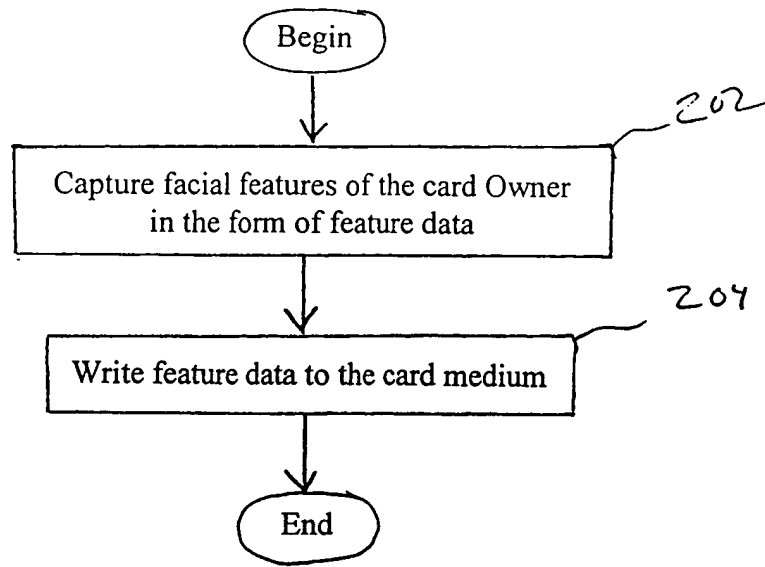 Begin
202
Capture facial features of the card Owner
in the form of feature data
204
Write feature data to the card medium
End